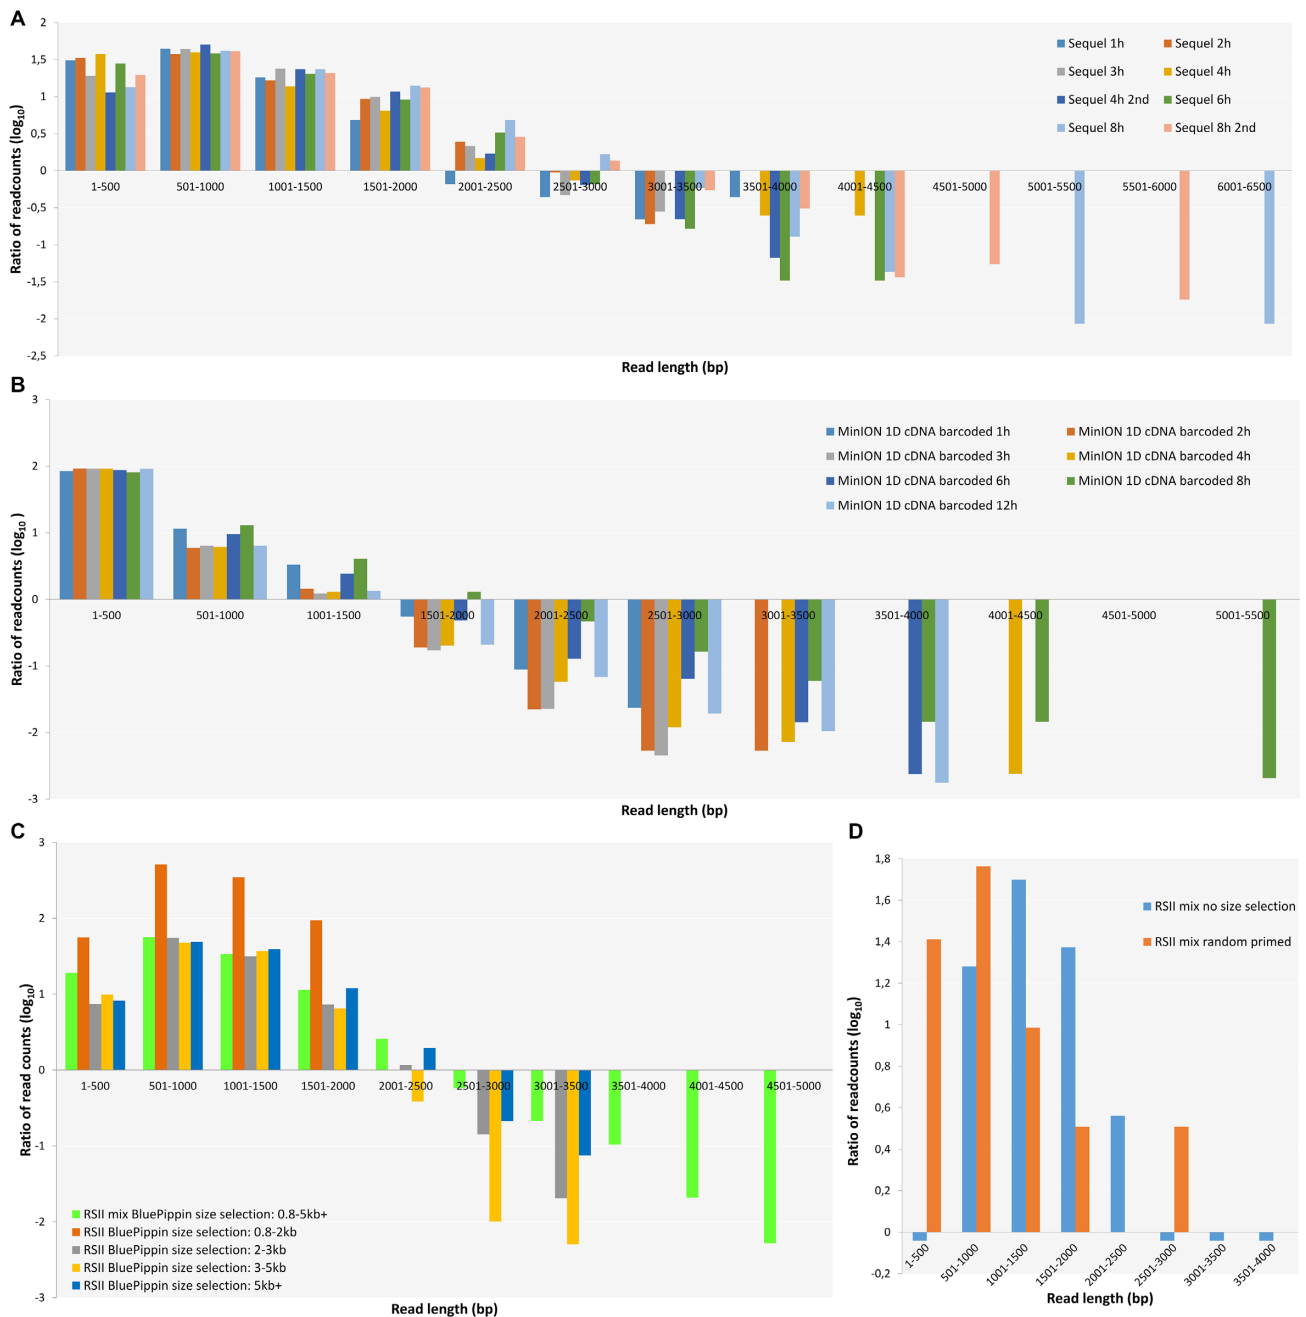 A
2
1,5
1
0,5
0
-0,5
-1
-1,5
-2
-2,5
Ratio of readcounts (log10)
Sequel 1h Sequel 2h
Sequel 3h Sequel 4h
Sequel 4h 2nd Sequel 6h
Sequel 8h Sequel 8h 2nd
1-500 501-1000 1001-1500 1501-2000 2001-2500 2501-3000 3001-3500 3501-4000 4001-4500 4501-5000 5001-5500 5501-6000 6001-6500
Read length (bp)
B
3
2
1
0
-1
-2
-3
Ratio of readcounts (log10)
MinION 1D cDNA barcoded 1h MinION 1D cDNA barcoded 2h
MinION 1D cDNA barcoded 3h MinION 1D cDNA barcoded 4h
MinION 1D cDNA barcoded 6h MinION 1D cDNA barcoded 8h
MinION 1D cDNA barcoded 12h
1-500 501-1000 1001-1500 1501-2000 2001-2500 2501-3000 3001-3500 3501-4000 4001-4500 4501-5000 5001-5500
Read length (bp)
C
3
2
1
0
-1
-2
-3
Ratio of read counts (log10)
1-500 501-1000 1001-1500 1501-2000 2001-2500 2501-3000 3001-3500 3501-4000 4001-4500 4501-5000
RSII mix BluePippin size selection: 0.8-5kb+
RSII BluePippin size selection: 0.8-2kb
RSII BluePippin size selection: 2-3kb
RSII BluePippin size selection: 3-5kb
RSII BluePippin size selection: 5kb+
Read length (bp)
D
1,8
1,6
1,4
1,2
1
0,8
0,6
0,4
0,2
0
-0,2
Ratio of readcounts (log10)
RSII mix no size selection
RSII mix random primed
1-500 501-1000 1001-1500 1501-2000 2001-2500 2501-3000 3001-3500 3501-4000
Read length (bp)